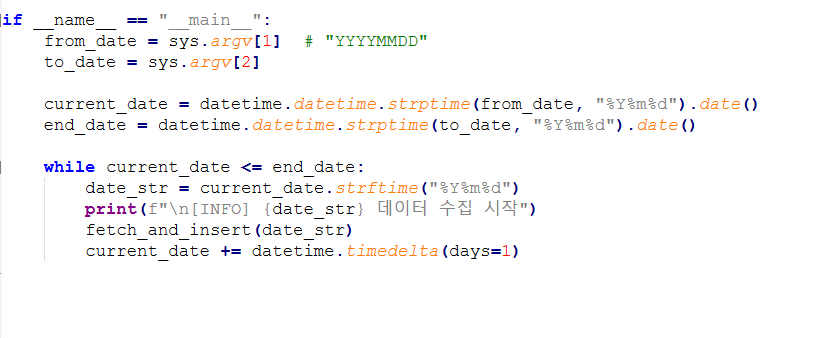 if __name__ == "__main__":
    from_date = sys.argv[1]  # "YYYYMMDD"
    to_date = sys.argv[2]

    current_date = datetime.datetime.strptime(from_date, "%Y%m%d").date()
    end_date = datetime.datetime.strptime(to_date, "%Y%m%d").date()

    while current_date <= end_date:
        date_str = current_date.strftime("%Y%m%d")
        print(f"\n[INFO] {date_str} 데이터 수집 시작")
        fetch_and_insert(date_str)
        current_date += datetime.timedelta(days=1)